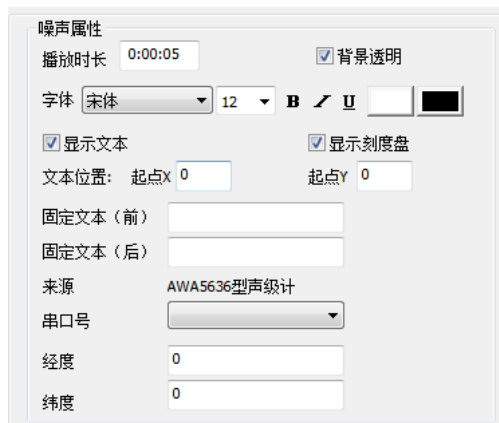 噪声属性
播放时长 0:00:05 背景透明
字体 宋体 12 B I U
显示文本 显示刻度盘
文本位置: 起点X 0 起点Y 0
固定文本（前）
固定文本（后）
来源 AWA5636型声级计
串口号
经度 0
纬度 0